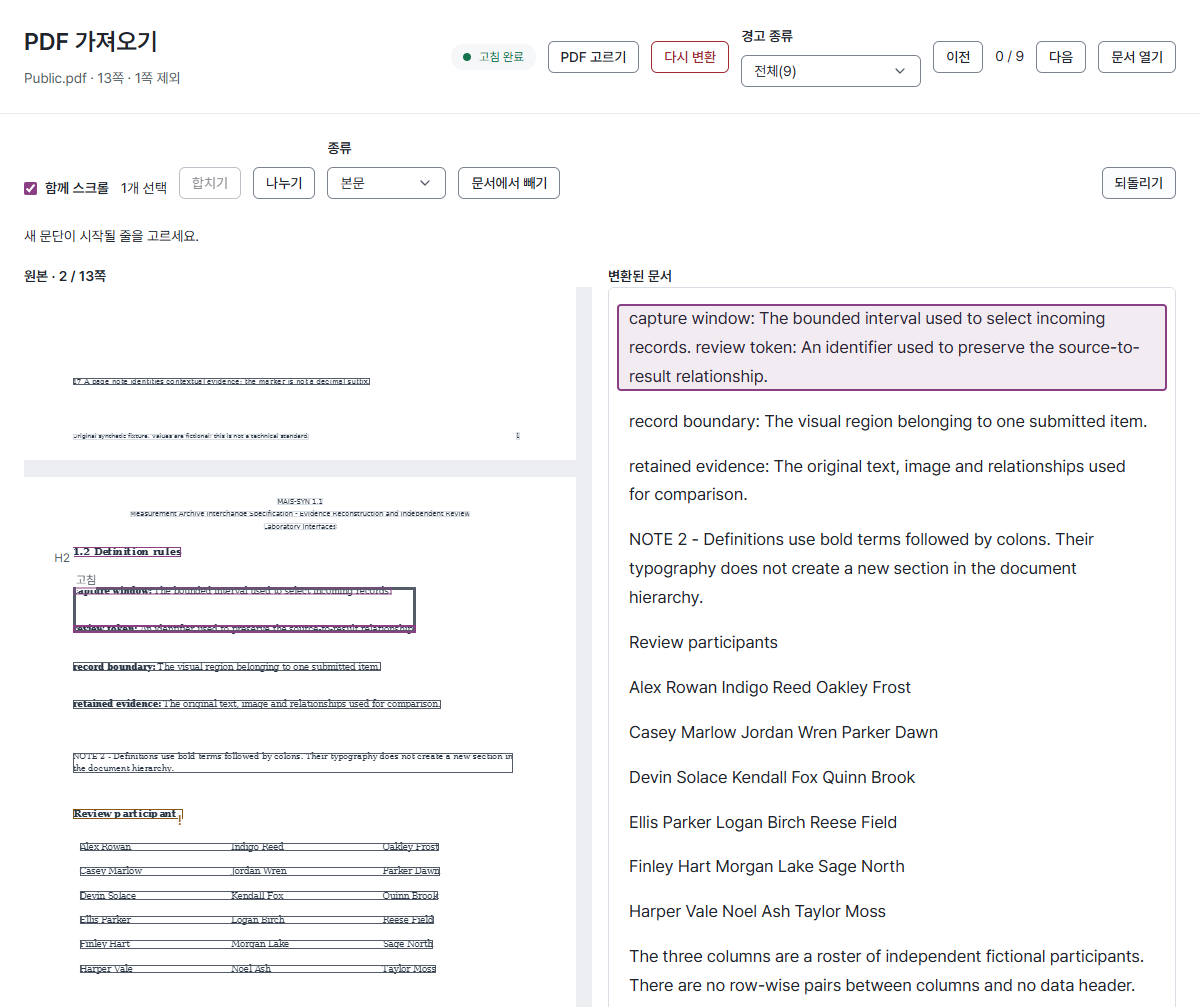 PDF 가져오기
Public.pdf · 13쪽 · 1쪽 제외
고침 완료
PDF 고르기
다시 변환
경고 종류
전체(9)
이전
0 / 9
다음
문서 열기
함께 스크롤
1개 선택
합치기
나누기
종류
본문
문서에서 빼기
되돌리기
새 문단이 시작될 줄을 고르세요.
원본 · 2 / 13쪽
17 A page note identifies contextual evidence; the marker is not a decimal suffix.
Original synthetic fixture. Values are fictional; this is not a technical standard.
1
MAIS-SYN 1.1
Measurement Archive Interchange Specification - Evidence Reconstruction and Independent Review
Laboratory Interfaces
H2
1.2 Definition rules
고침
capture window: The bounded interval used to select incoming records.
review token: An identifier used to preserve the source-to-result relationship.
record boundary: The visual region belonging to one submitted item.
retained evidence: The original text, image and relationships used for comparison.
NOTE 2 - Definitions use bold terms followed by colons. Their typography does not create a new section in
the document hierarchy.
Review participant
!
Alex Rowan Indigo Reed Oakley Frost
Casey Marlow Jordan Wren Parker Dawn
Devin Solace Kendall Fox Quinn Brook
Ellis Parker Logan Birch Reese Field
Finley Hart Morgan Lake Sage North
Harper Vale Noel Ash Taylor Moss
변환된 문서
capture window: The bounded interval used to select incoming
records. review token: An identifier used to preserve the source-to-
result relationship.
record boundary: The visual region belonging to one submitted item.
retained evidence: The original text, image and relationships used
for comparison.
NOTE 2 - Definitions use bold terms followed by colons. Their
typography does not create a new section in the document
hierarchy.
Review participants
Alex Rowan Indigo Reed Oakley Frost
Casey Marlow Jordan Wren Parker Dawn
Devin Solace Kendall Fox Quinn Brook
Ellis Parker Logan Birch Reese Field
Finley Hart Morgan Lake Sage North
Harper Vale Noel Ash Taylor Moss
The three columns are a roster of independent fictional participants.
There are no row-wise pairs between columns and no data header.